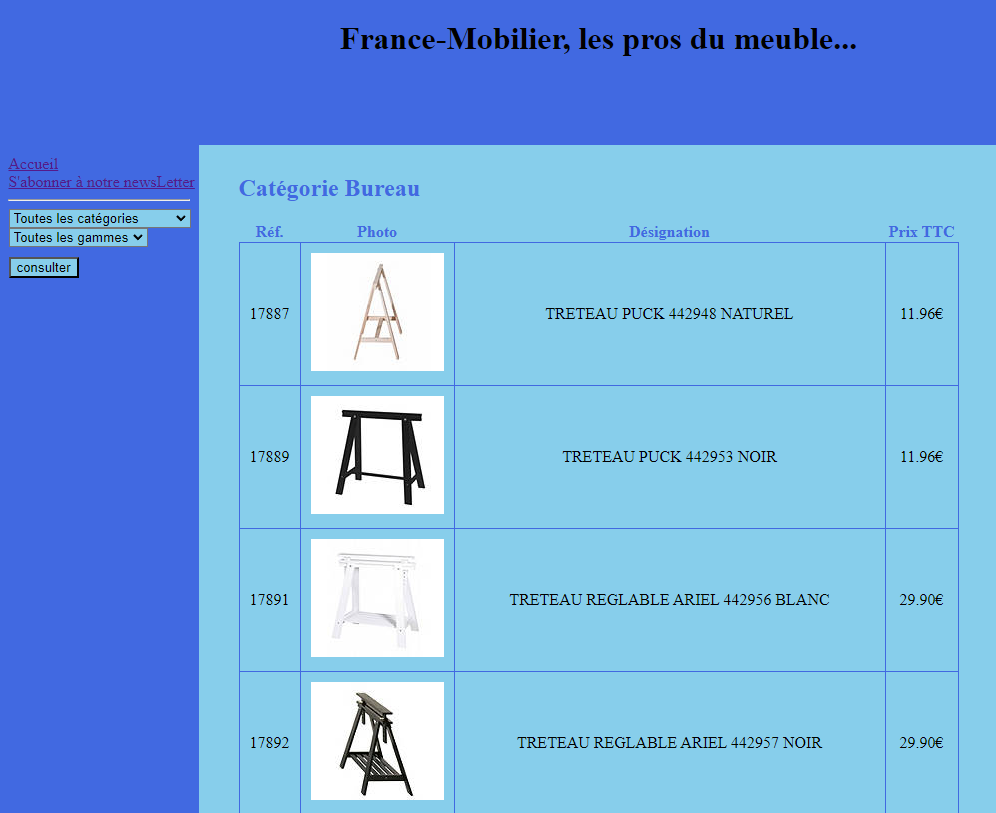 France-Mobilier, les pros du meuble...
Accueil
S'abonner à notre newsLetter
Toutes les catégories
Toutes les gammes
consulter
Catégorie Bureau
Réf. Photo Désignation Prix TTC
17887 TRETEAU PUCK 442948 NATUREL 11.96€
17889 TRETEAU PUCK 442953 NOIR 11.96€
17891 TRETEAU REGLABLE ARIEL 442956 BLANC 29.90€
17892 TRETEAU REGLABLE ARIEL 442957 NOIR 29.90€